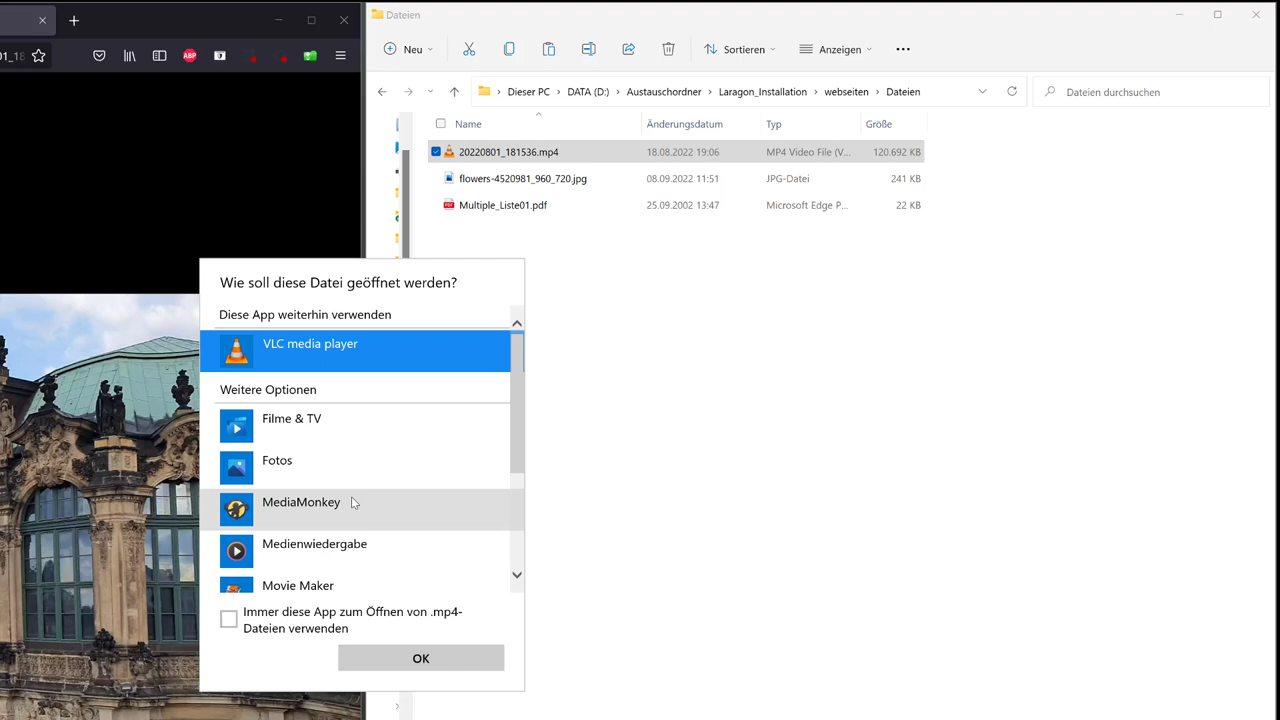 Dateien
01_18
ABP
Neu
Sortieren
Anzeigen
Dieser PC
DATA (D:)
Austauschordner
Laragon_Installation
webseiten
Dateien
Dateien durchsuchen
Name Änderungsdatum Typ Größe
20220801_181536.mp4 18.08.2022 19:06 MP4 Video File (V... 120.692 KB
flowers-4520981_960_720.jpg 08.09.2022 11:51 JPG-Datei 241 KB
Multiple_Liste01.pdf 25.09.2002 13:47 Microsoft Edge P... 22 KB
Wie soll diese Datei geöffnet werden?
Diese App weiterhin verwenden
VLC media player
Weitere Optionen
Filme & TV
Fotos
MediaMonkey
Medienwiedergabe
Movie Maker
Immer diese App zum Öffnen von .mp4-
Dateien verwenden
OK